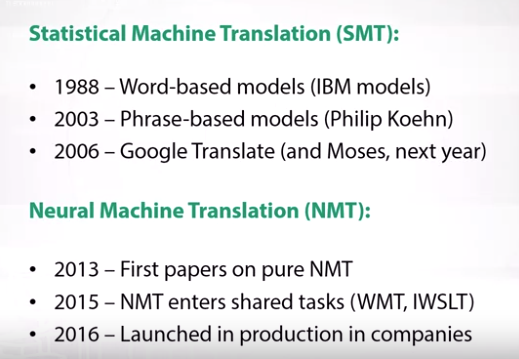 Statistical Machine Translation (SMT):
• 1988 – Word-based models (IBM models)
• 2003 – Phrase-based models (Philip Koehn)
• 2006 – Google Translate (and Moses, next year)
Neural Machine Translation (NMT):
• 2013 – First papers on pure NMT
• 2015 – NMT enters shared tasks (WMT, IWSLT)
• 2016 – Launched in production in companies